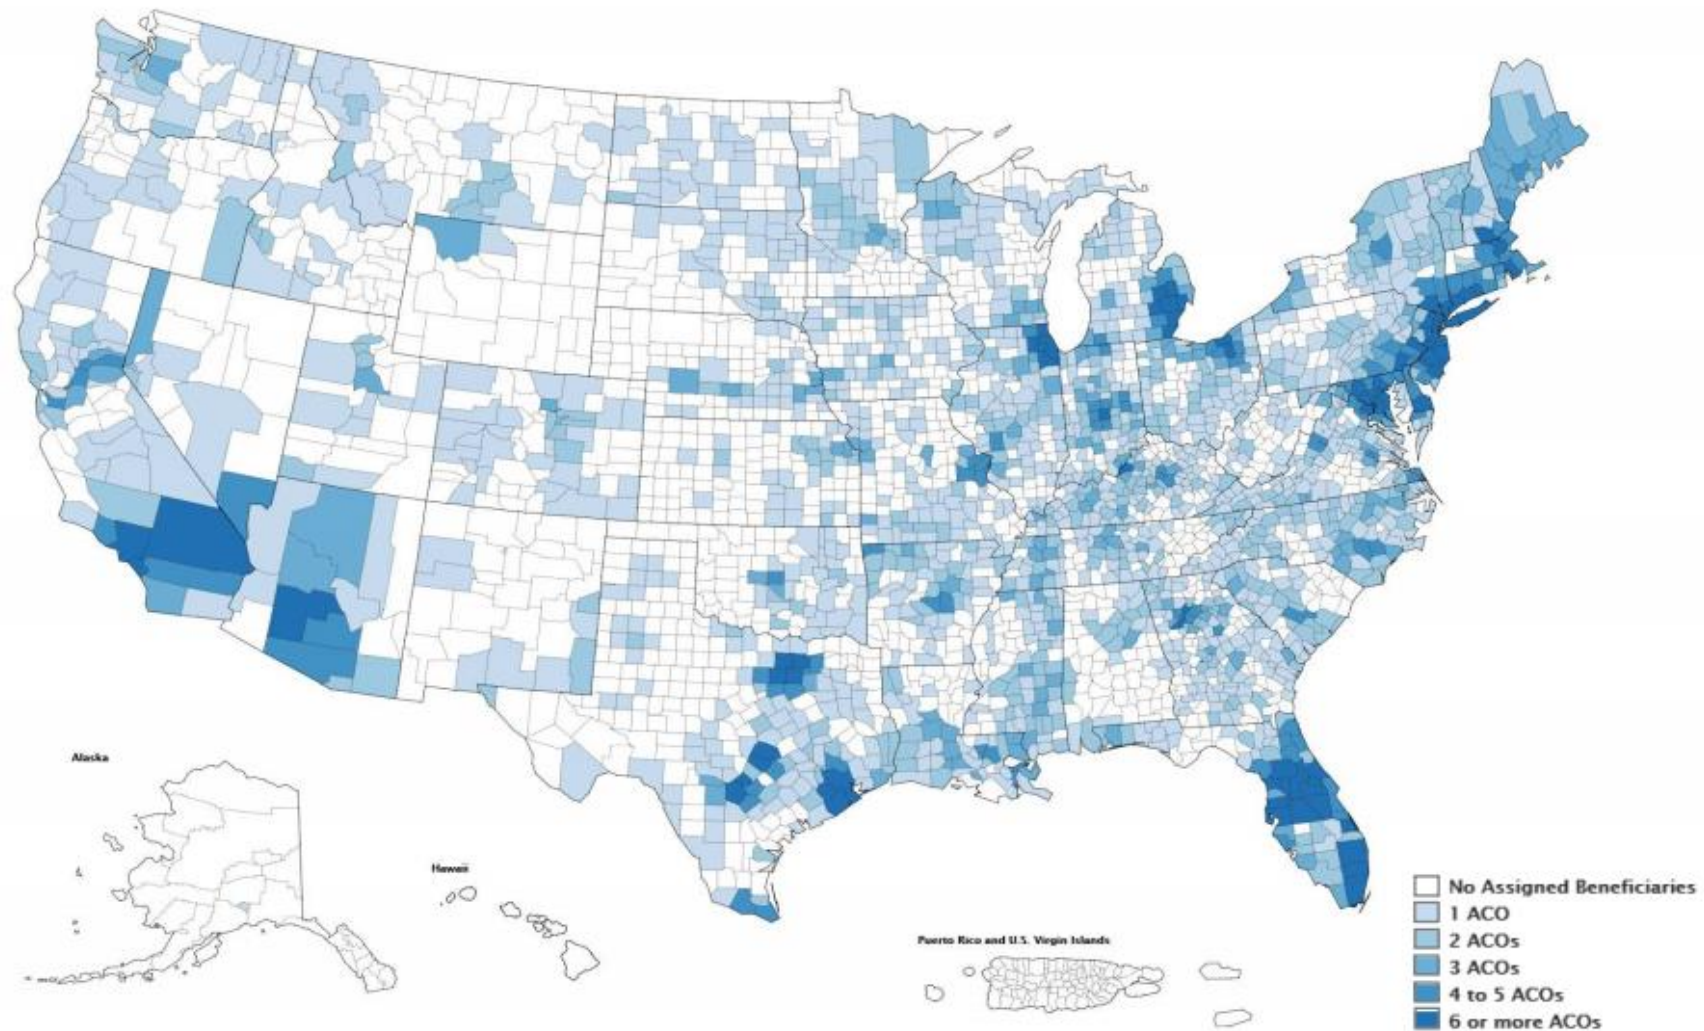 Alaska
Hawaii
Puerto Rico and U.S. Virgin Islands
No Assigned Beneficiaries
1 ACO
2 ACOs
3 ACOs
4 to 5 ACOs
6 or more ACOs